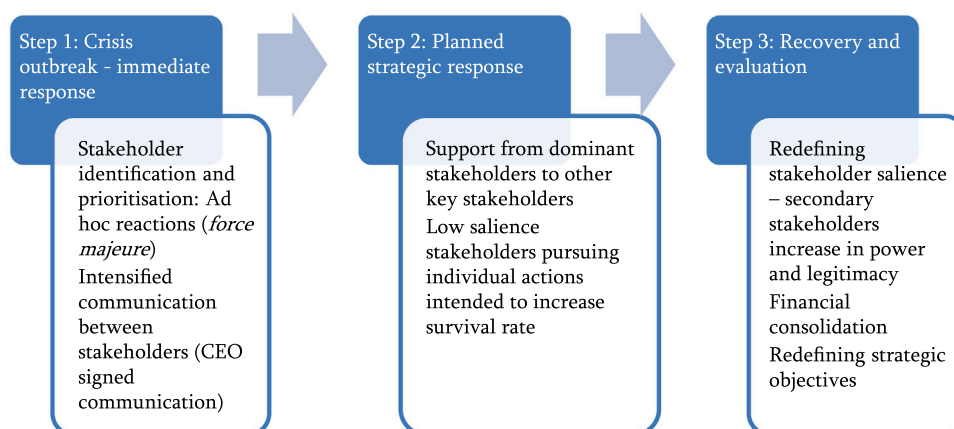 Step 1: Crisis
outbreak - immediate
response
Stakeholder
identification and
prioritisation: Ad
hoc reactions (force
majeure)
Intensified
communication
between
stakeholders (CEO
signed
communication)
Step 2: Planned
strategic response
Support from dominant
stakeholders to other
key stakeholders
Low salience
stakeholders pursuing
individual actions
intended to increase
survival rate
Step 3: Recovery and
evaluation
Redefining
stakeholder salience
– secondary
stakeholders
increase in power
and legitimacy
Financial
consolidation
Redefining strategic
objectives